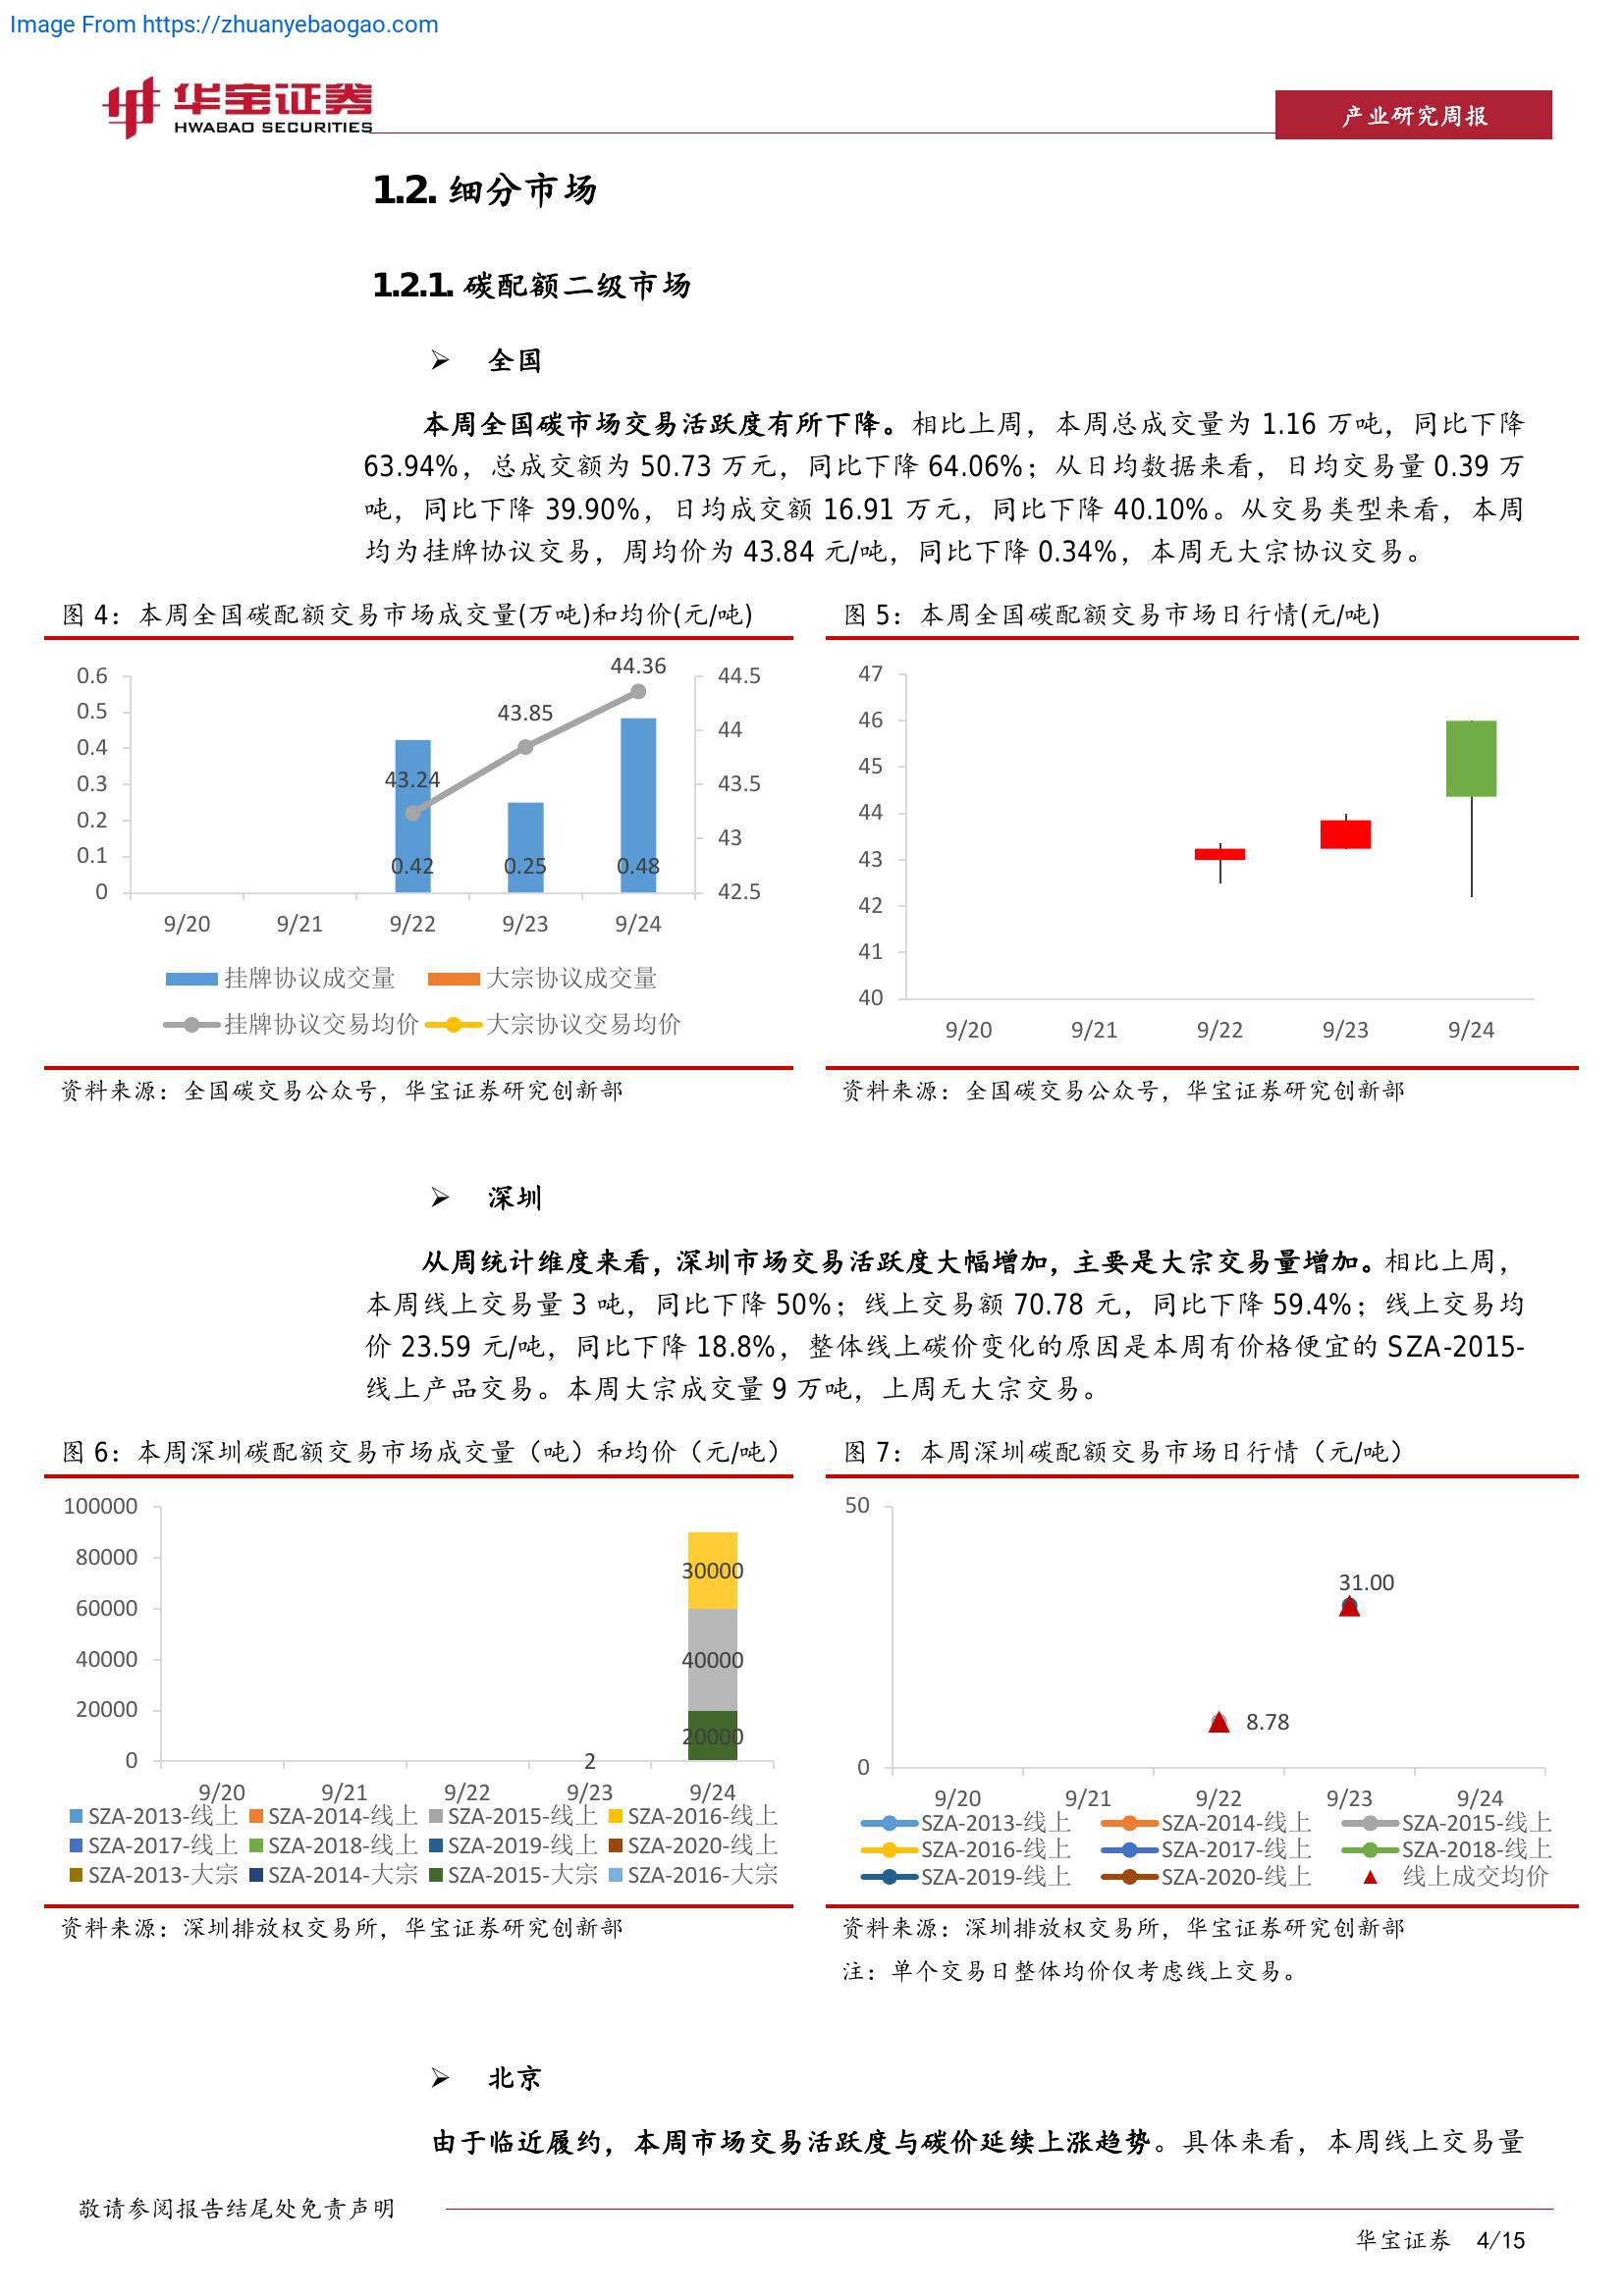 Image From https://zhuanyebaogao.com
华宝证券
HWABAO SECURITIES
产业研究周报
1.2. 细分市场
1.2.1. 碳配额二级市场
➢ 全国
本周全国碳市场交易活跃度有所下降。相比上周，本周总成交量为 1.16 万吨，同比下降
63.94%，总成交额为 50.73 万元，同比下降 64.06%；从日均数据来看，日均交易量 0.39 万
吨，同比下降 39.90%，日均成交额 16.91 万元，同比下降 40.10%。从交易类型来看，本周
均为挂牌协议交易，周均价为 43.84 元/吨，同比下降 0.34%，本周无大宗协议交易。
图 4：本周全国碳配额交易市场成交量(万吨)和均价(元/吨)
0.6
0.5
0.4
0.3
0.2
0.1
0
44.5
44
43.5
43
42.5
43.24
43.85
44.36
0.42
0.25
0.48
9/20 9/21 9/22 9/23 9/24
挂牌协议成交量 大宗协议成交量
挂牌协议交易均价 大宗协议交易均价
资料来源：全国碳交易公众号，华宝证券研究创新部
图 5：本周全国碳配额交易市场日行情(元/吨)
47
46
45
44
43
42
41
40
9/20 9/21 9/22 9/23 9/24
资料来源：全国碳交易公众号，华宝证券研究创新部
➢ 深圳
从周统计维度来看，深圳市场交易活跃度大幅增加，主要是大宗交易量增加。相比上周，
本周线上交易量 3 吨，同比下降 50%；线上交易额 70.78 元，同比下降 59.4%；线上交易均
价 23.59 元/吨，同比下降 18.8%，整体线上碳价变化的原因是本周有价格便宜的 SZA-2015-
线上产品交易。本周大宗成交量 9 万吨，上周无大宗交易。
图 6：本周深圳碳配额交易市场成交量（吨）和均价（元/吨）
100000
80000
60000
40000
20000
0
30000
40000
20000
2
9/20 9/21 9/22 9/23 9/24
SZA-2013-线上 SZA-2014-线上 SZA-2015-线上 SZA-2016-线上
SZA-2017-线上 SZA-2018-线上 SZA-2019-线上 SZA-2020-线上
SZA-2013-大宗 SZA-2014-大宗 SZA-2015-大宗 SZA-2016-大宗
资料来源：深圳排放权交易所，华宝证券研究创新部
图 7：本周深圳碳配额交易市场日行情（元/吨）
50
0
31.00
8.78
9/20 9/21 9/22 9/23 9/24
SZA-2013-线上 SZA-2014-线上 SZA-2015-线上
SZA-2016-线上 SZA-2017-线上 SZA-2018-线上
SZA-2019-线上 SZA-2020-线上 线上成交均价
资料来源：深圳排放权交易所，华宝证券研究创新部
注：单个交易日整体均价仅考虑线上交易。
➢ 北京
由于临近履约，本周市场交易活跃度与碳价延续上涨趋势。具体来看，本周线上交易量
敬请参阅报告结尾处免责声明
华宝证券 4/15